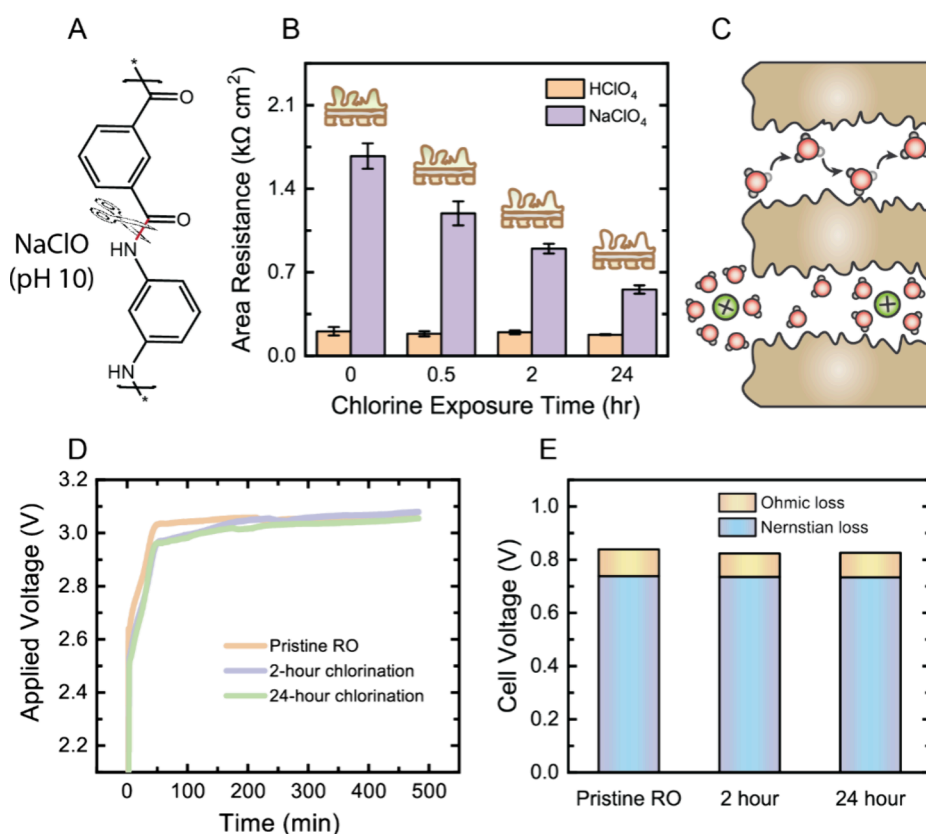 A
*
O
O
HN
NaClO
(pH 10)
HN
*
B
Area Resistance (kΩ cm²)
2.1
1.4
0.7
0.0
HClO₄
NaClO₄
0
0.5
2
24
Chlorine Exposure Time (hr)
C
+
+
D
Applied Voltage (V)
3.2
3.0
2.8
2.6
2.4
2.2
Pristine RO
2-hour chlorination
24-hour chlorination
0
100
200
300
400
500
Time (min)
E
Cell Voltage (V)
1.0
0.8
0.6
0.4
0.2
0.0
Ohmic loss
Nernstian loss
Pristine RO
2 hour
24 hour